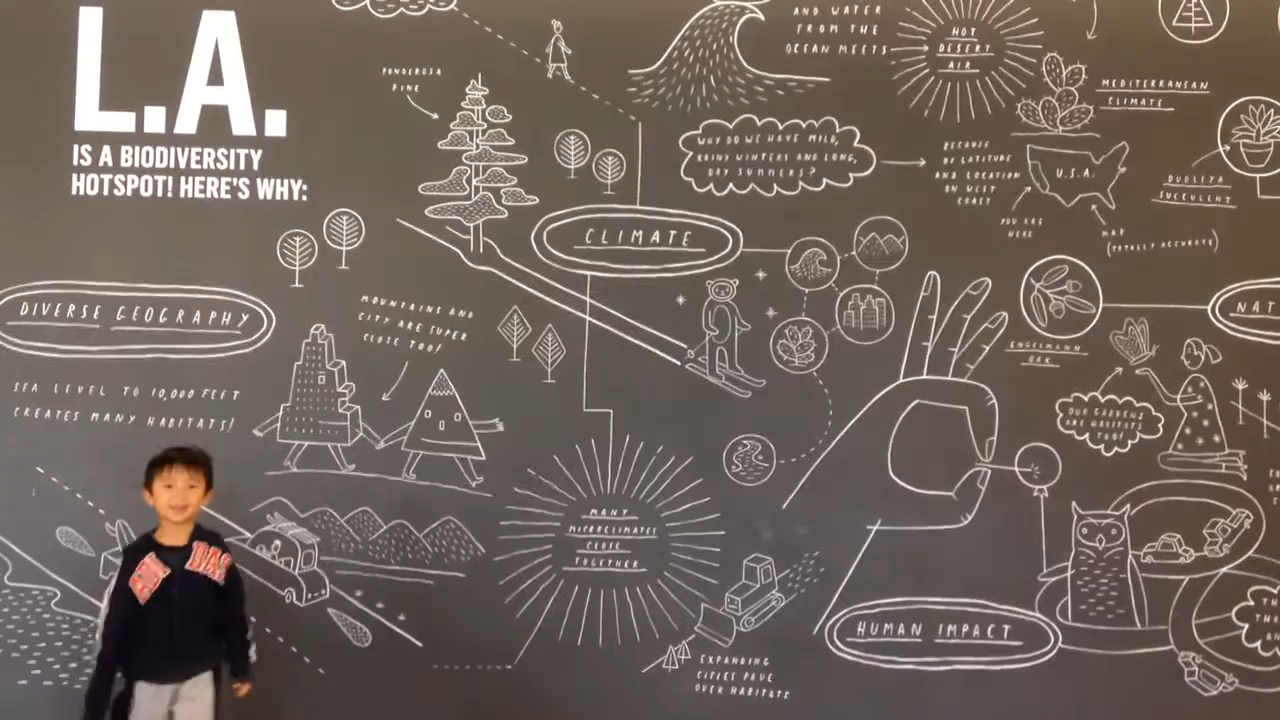 L.A.
IS A BIODIVERSITY
HOTSPOT! HERE'S WHY:
PONDEROSA
PINE
AND WATER
FROM THE
OCEAN MEETS
HOT
DESERT
AIR
MEDITERRANEAN
CLIMATE
WHY DO WE HAVE MILD,
RAINY WINTERS AND LONG,
DRY SUMMERS?
BECAUSE
OF LATITUDE
AND LOCATION
ON WEST
COAST
U.S.A.
YOU ARE
HERE
MAP
(TOTALLY ACCURATE)
DUDLEYA
SUCCULENT
CLIMATE
DIVERSE GEOGRAPHY
SEA LEVEL TO 10,000 FEET
CREATES MANY HABITATS!
MOUNTAINS AND
CITY ARE SUPER
CLOSE TOO!
ENGELMANN
OAK
NAT
OUR GARDENS
ARE HABITATS
TOO!
MANY
MICROCLIMATES
CLOSE
TOGETHER
HUMAN IMPACT
EXPANDING
CITIES PAVE
OVER HABITATS